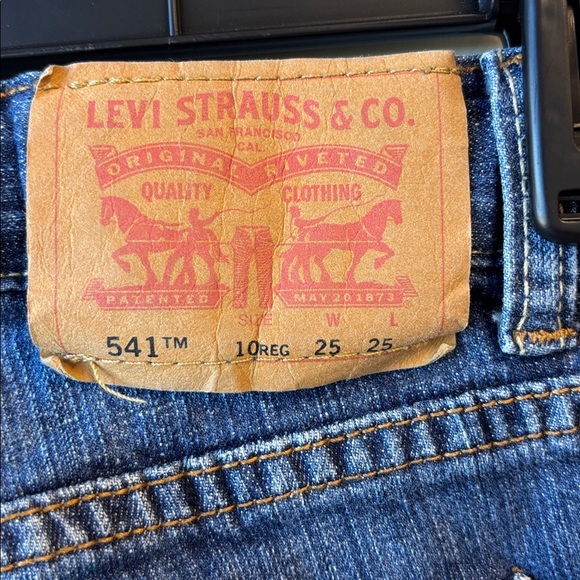 LEVI STRAUSS & CO.
SAN FRANCISCO
CAL.
ORIGINAL RIVETED
QUALITY CLOTHING
PATENTED MAY 20 1873
SIZE W L
541™ 10REG 25 25